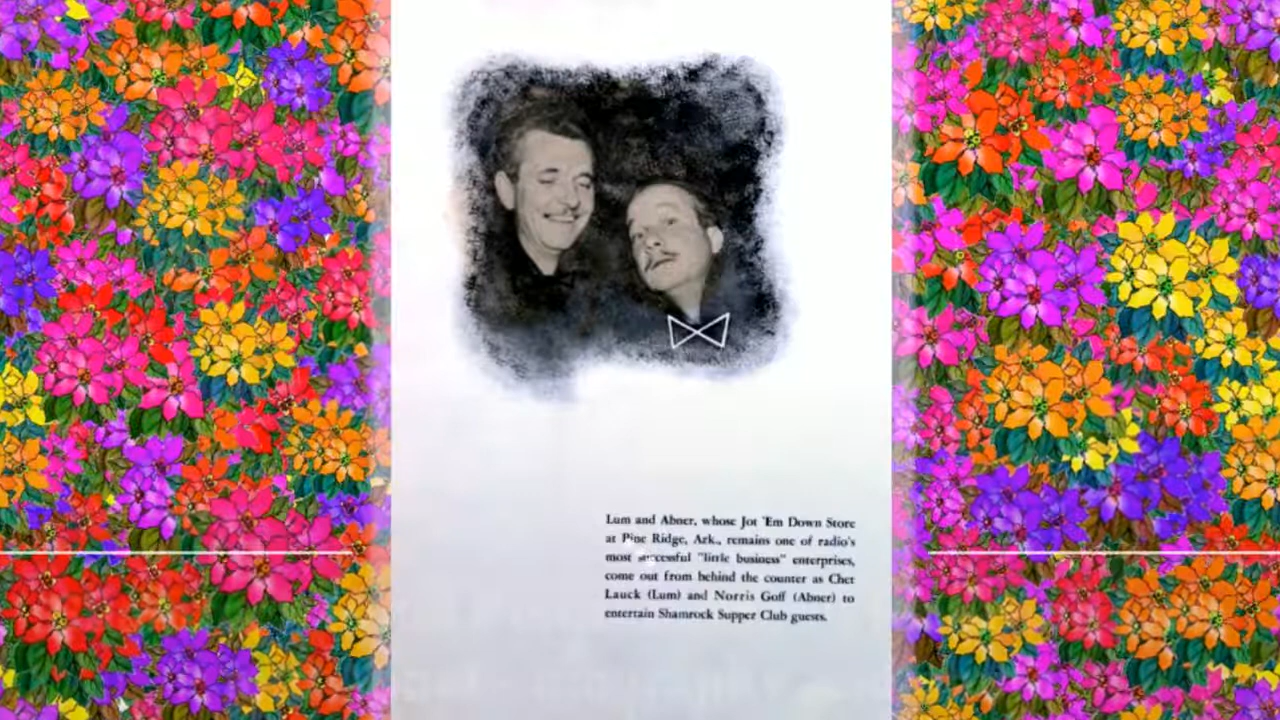 Lum and Abner, whose Jot 'Em Down Store
at Pine Ridge, Ark., remains one of radio's
most successful "little business" enterprises,
come out from behind the counter as Chet
Lauck (Lum) and Norris Goff (Abner) to
entertain Shamrock Supper Club guests.